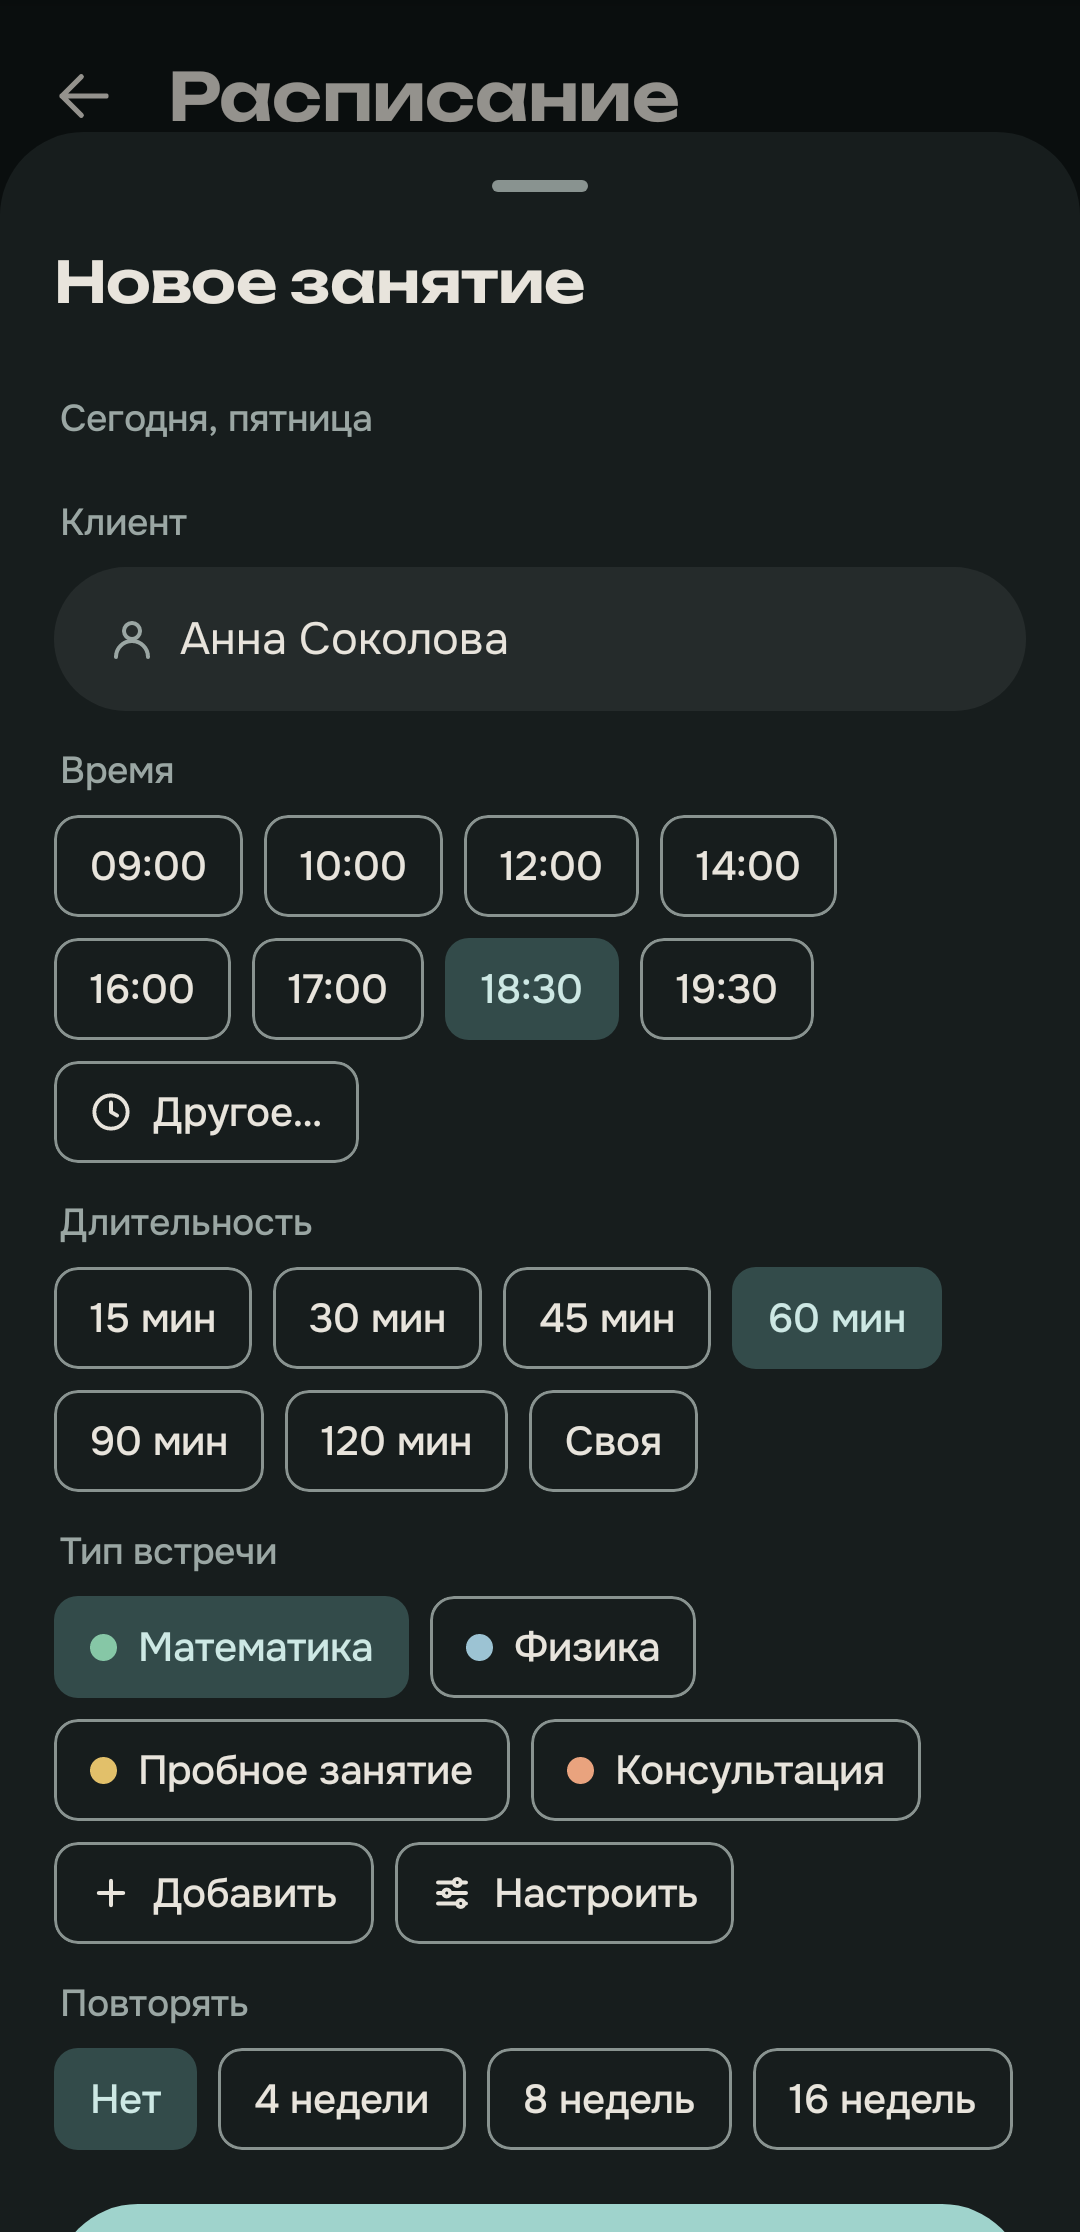 Расписание
Новое занятие
Сегодня, пятница
Клиент
Анна Соколова
Время
09:00 10:00 12:00 14:00
16:00 17:00 18:30 19:30
Другое...
Длительность
15 мин 30 мин 45 мин 60 мин
90 мин 120 мин Своя
Тип встречи
Математика Физика
Пробное занятие Консультация
Добавить Настроить
Повторять
Нет 4 недели 8 недель 16 недель